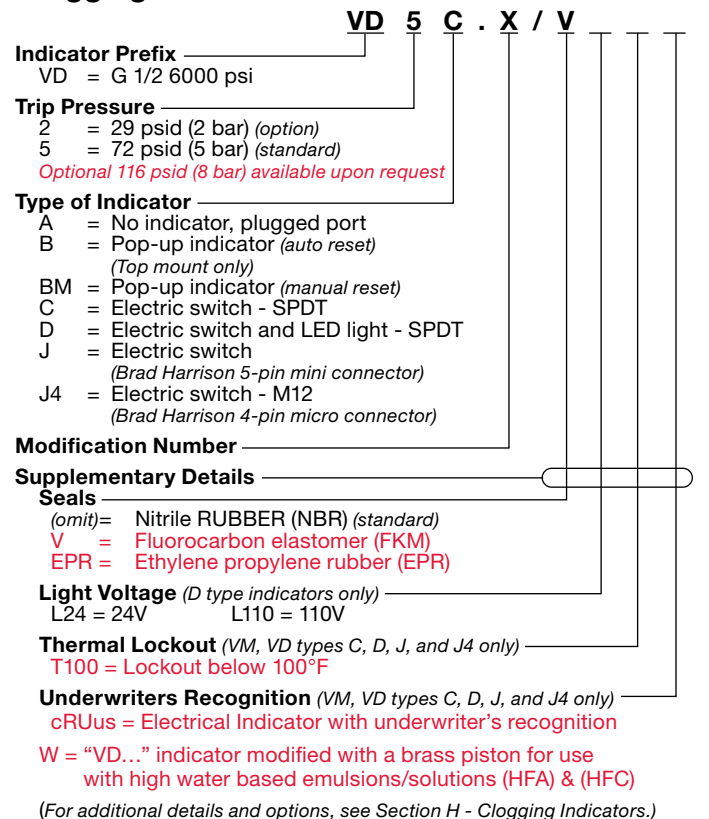 VD 5 C . X / V
Indicator Prefix
VD = G 1/2 6000 psi
Trip Pressure
2 = 29 psid (2 bar) (option)
5 = 72 psid (5 bar) (standard)
Optional 116 psid (8 bar) available upon request
Type of Indicator
A = No indicator, plugged port
B = Pop-up indicator (auto reset)
(Top mount only)
BM = Pop-up indicator (manual reset)
C = Electric switch - SPDT
D = Electric switch and LED light - SPDT
J = Electric switch
(Brad Harrison 5-pin mini connector)
J4 = Electric switch - M12
(Brad Harrison 4-pin micro connector)
Modification Number
Supplementary Details
Seals
(omit)= Nitrile RUBBER (NBR) (standard)
V = Fluorocarbon elastomer (FKM)
EPR = Ethylene propylene rubber (EPR)
Light Voltage (D type indicators only)
L24 = 24V L110 = 110V
Thermal Lockout (VM, VD types C, D, J, and J4 only)
T100 = Lockout below 100°F
Underwriters Recognition (VM, VD types C, D, J, and J4 only)
cRUus = Electrical Indicator with underwriter's recognition
W = “VD…” indicator modified with a brass piston for use
with high water based emulsions/solutions (HFA) & (HFC)
(For additional details and options, see Section H - Clogging Indicators.)